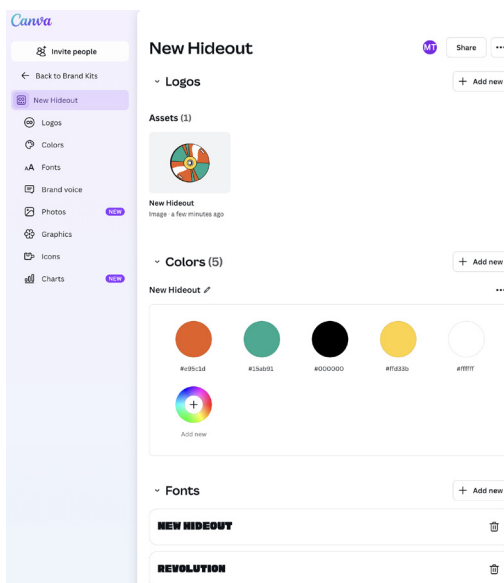 Canva
Invite people
Back to Brand Kits
New Hideout
Logos
Colors
Fonts
Brand voice
Photos NEW
Graphics
Icons
Charts NEW
New Hideout
MT
Share
Logos
+ Add new
Assets (1)
New Hideout
Image · a few minutes ago
Colors (5)
+ Add new
New Hideout
#e95c1d #15ab91 #000000 #ffd33b #ffffff
+
Add new
Fonts
+ Add new
NEW HIDEOUT
REVOLUTION